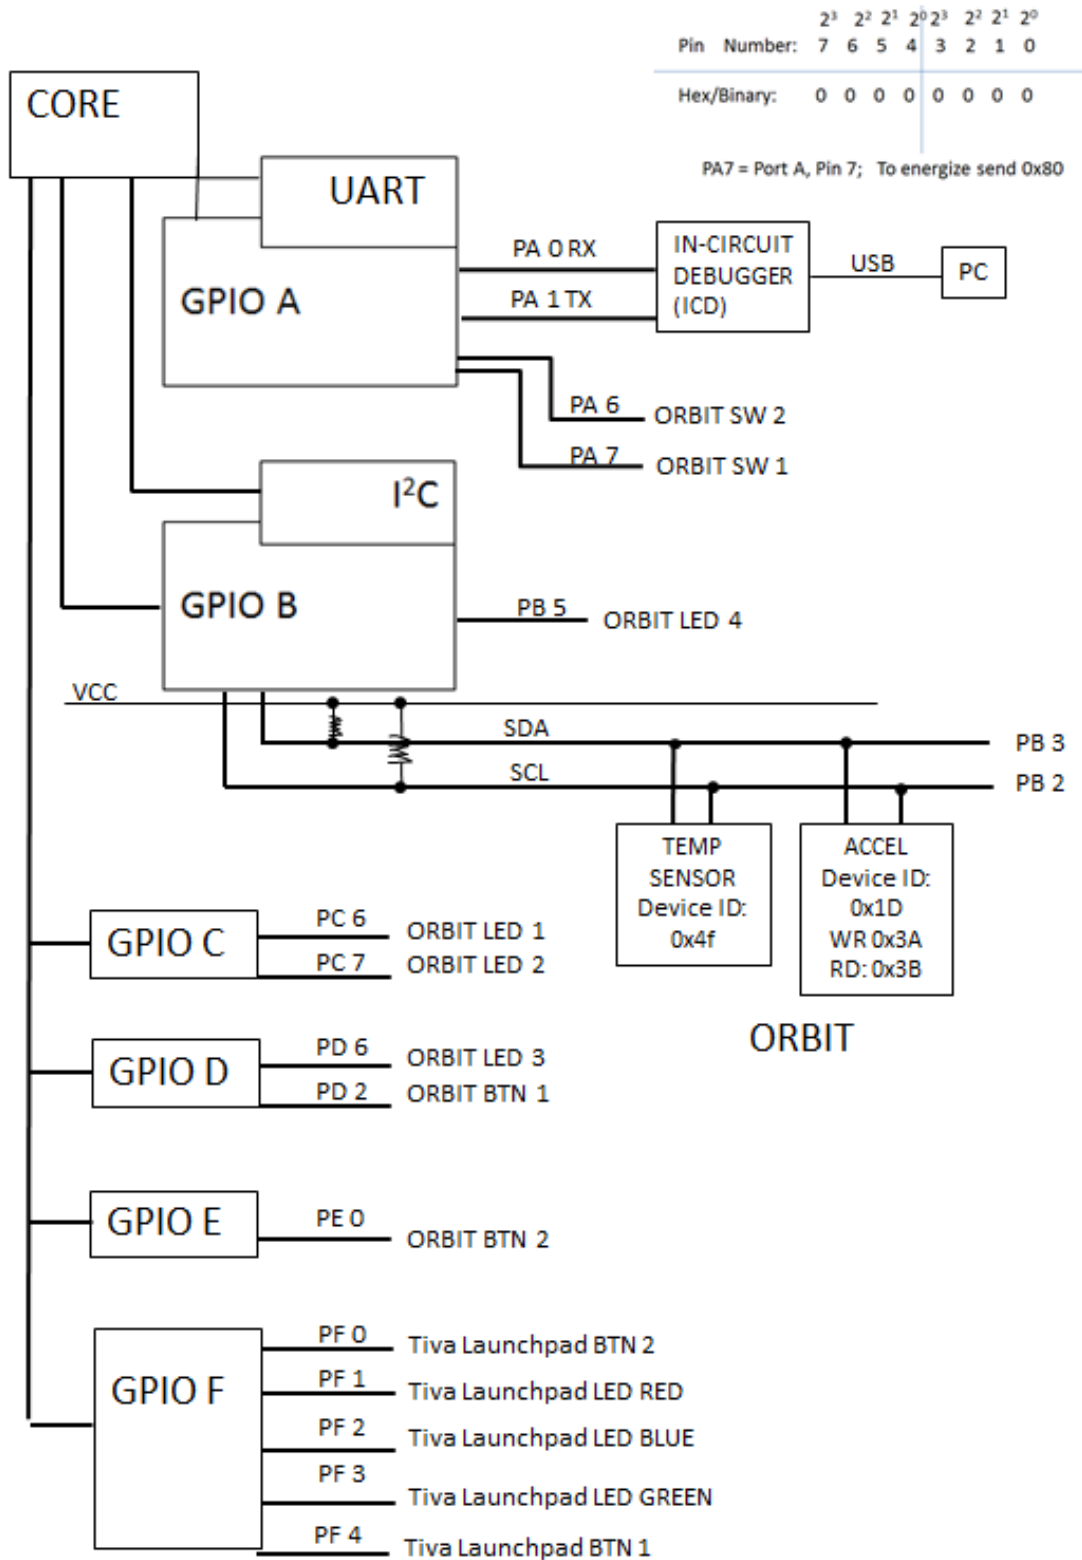 2³ 2² 2¹ 2⁰ 2³ 2² 2¹ 2⁰
Pin Number: 7 6 5 4 3 2 1 0
Hex/Binary: 0 0 0 0 0 0 0 0
PA7 = Port A, Pin 7; To energize send 0x80
CORE
UART
GPIO A
PA 0 RX
PA 1 TX
IN-CIRCUIT
DEBUGGER
(ICD)
USB
PC
PA 6
ORBIT SW 2
PA 7
ORBIT SW 1
I²C
GPIO B
PB 5
ORBIT LED 4
VCC
SDA
PB 3
SCL
PB 2
TEMP
SENSOR
Device ID:
0x4f
ACCEL
Device ID:
0x1D
WR 0x3A
RD: 0x3B
ORBIT
GPIO C
PC 6
ORBIT LED 1
PC 7
ORBIT LED 2
GPIO D
PD 6
ORBIT LED 3
PD 2
ORBIT BTN 1
GPIO E
PE 0
ORBIT BTN 2
GPIO F
PF 0
Tiva Launchpad BTN 2
PF 1
Tiva Launchpad LED RED
PF 2
Tiva Launchpad LED BLUE
PF 3
Tiva Launchpad LED GREEN
PF 4
Tiva Launchpad BTN 1